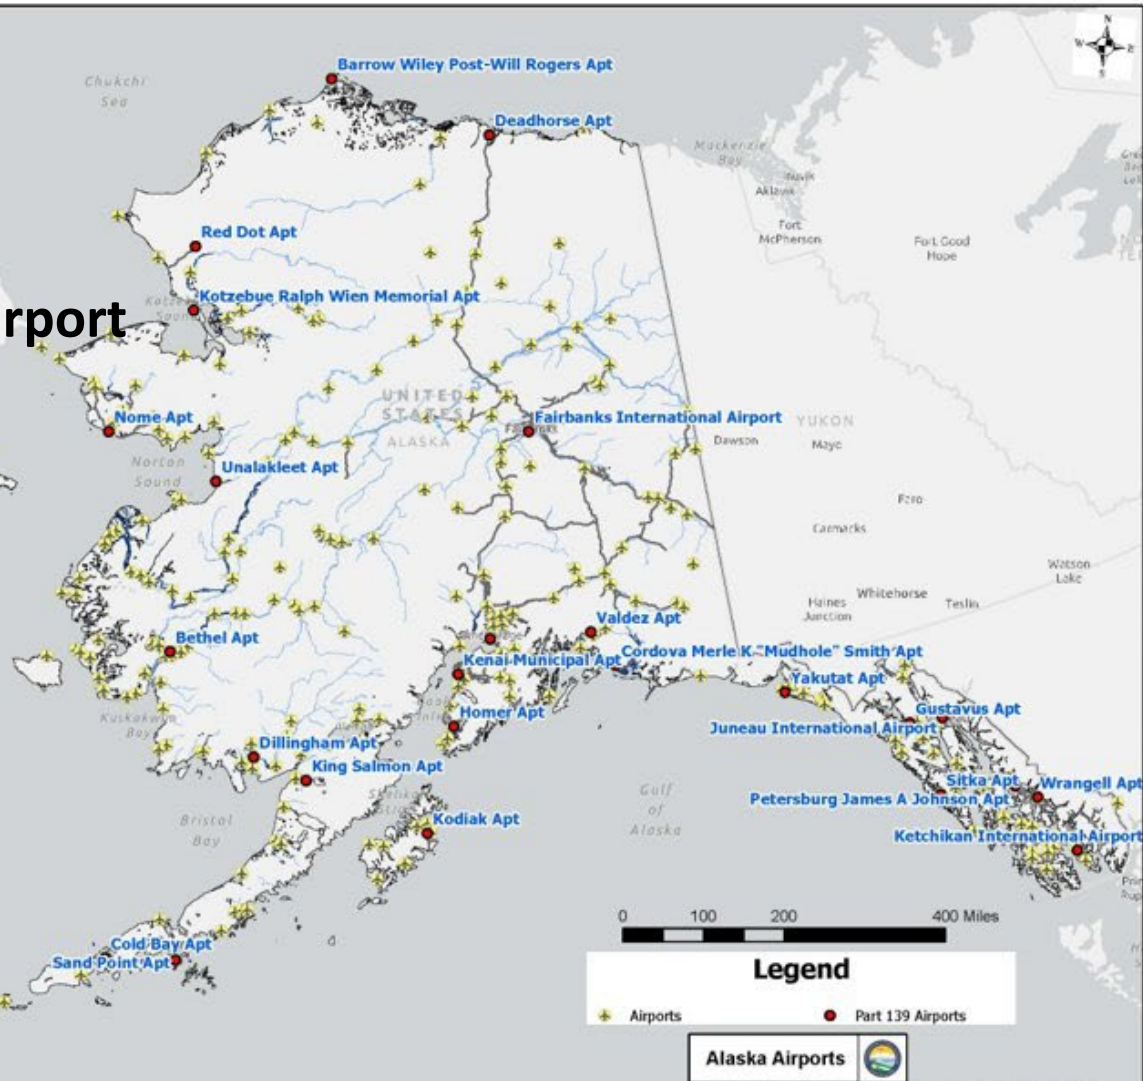 N
W
E
S
Barrow Wiley Post-Will Rogers Apt
Chukchi
Sea
Deadhorse Apt
Mackenzie
Bay
Inuvik
Aklavik
Fort
McPherson
Fort Good
Hope
Red Dot Apt
Kotzebue Ralph Wien Memorial Apt
rport
UNITED
STATES
ALASKA
Nome Apt
Fairbanks International Airport
YUKON
Dawson
Mayo
Norton
Sound
Unalakleet Apt
Faro
Carmacks
Watson
Lake
Whitehorse
Haines
Junction
Teslin
Valdez Apt
Bethel Apt
Cordova Merle K "Mudhole" Smith Apt
Kenai Municipal Apt
Yakutat Apt
Kuskokwim
Bay
Homer Apt
Gustavus Apt
Juneau International Airport
Dillingham Apt
King Salmon Apt
Sitka Apt
Wrangell Apt
Petersburg James A Johnson Apt
Gulf
of
Alaska
Bristol
Bay
Kodiak Apt
Ketchikan International Airport
0 100 200 400 Miles
Cold Bay Apt
Sand Point Apt
Legend
Airports
Part 139 Airports
Alaska Airports